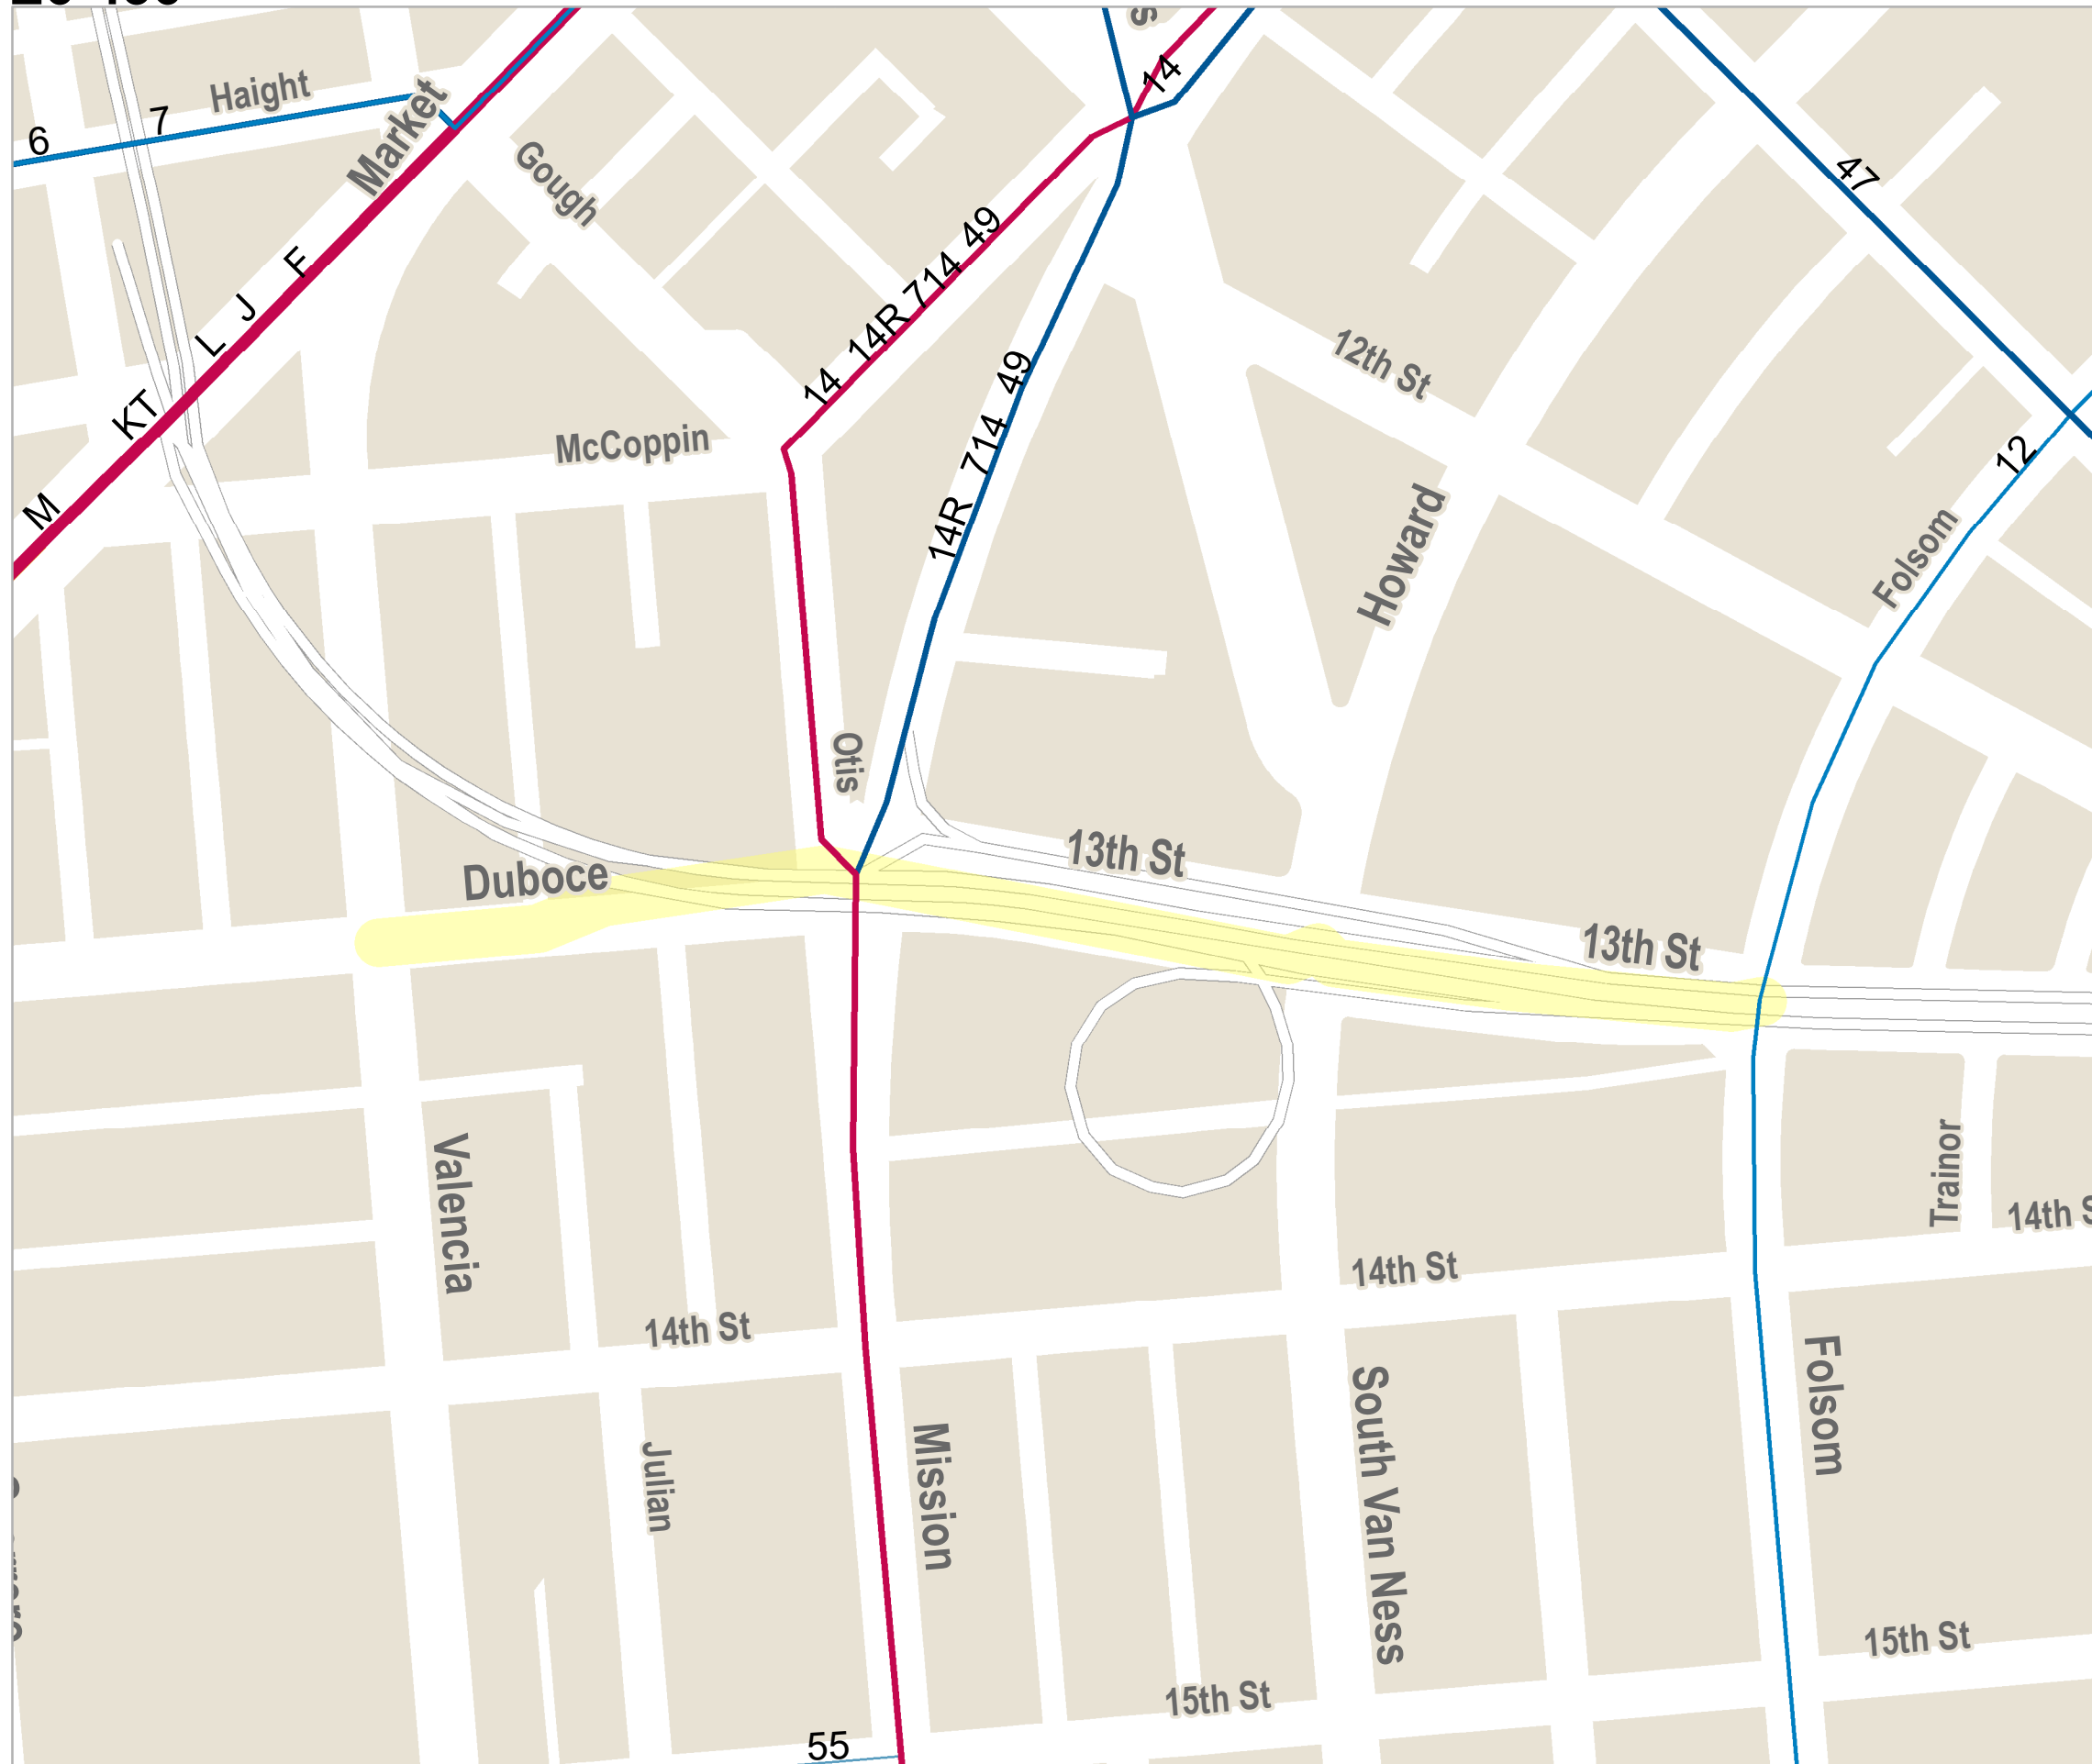 14
Haight
7
6
Market
Gough
47
49
714
14R
14
F
J
L
KT
M
12th St
49
714
14R
McCoppin
12
Folsom
Howard
Otis
13th St
Duboce
13th St
Valencia
Trainor
14th S
14th St
14th St
Folsom
South Van Ness
Mission
Julian
15th St
15th St
55